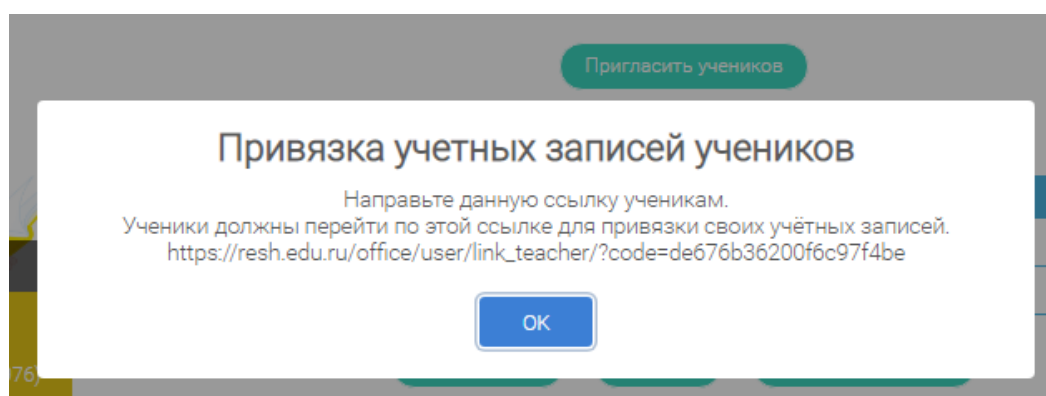 Пригласить учеников
Привязка учетных записей учеников
Направьте данную ссылку ученикам.
Ученики должны перейти по этой ссылке для привязки своих учётных записей.
https://resh.edu.ru/office/user/link_teacher/?code=de676b36200f6c97f4be
OK
76)